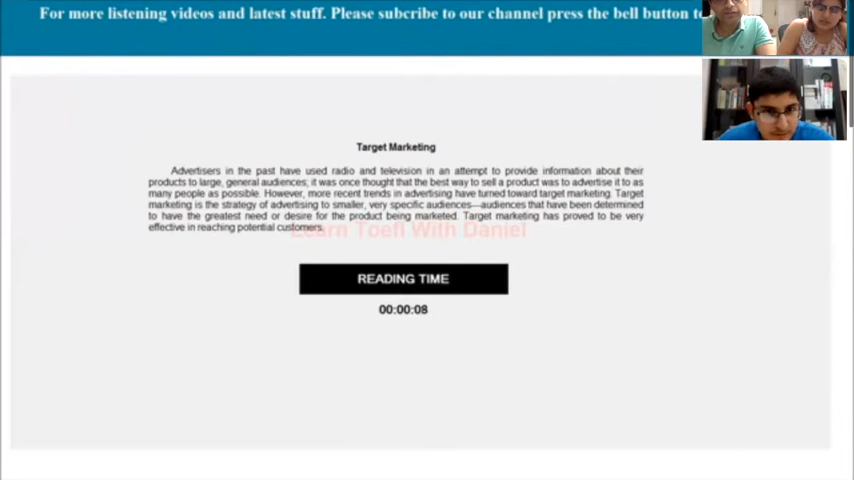 For more listening videos and latest stuff. Please subcribe to our channel press the bell button to
Target Marketing
Advertisers in the past have used radio and television in an attempt to provide information about their
products to large, general audiences; it was once thought that the best way to sell a product was to advertise it to as
many people as possible. However, more recent trends in advertising have turned toward target marketing. Target
marketing is the strategy of advertising to smaller, very specific audiences—audiences that have been determined
to have the greatest need or desire for the product being marketed. Target marketing has proved to be very
effective in reaching potential customers.
Learn Toefl With Daniel
READING TIME
00:00:08